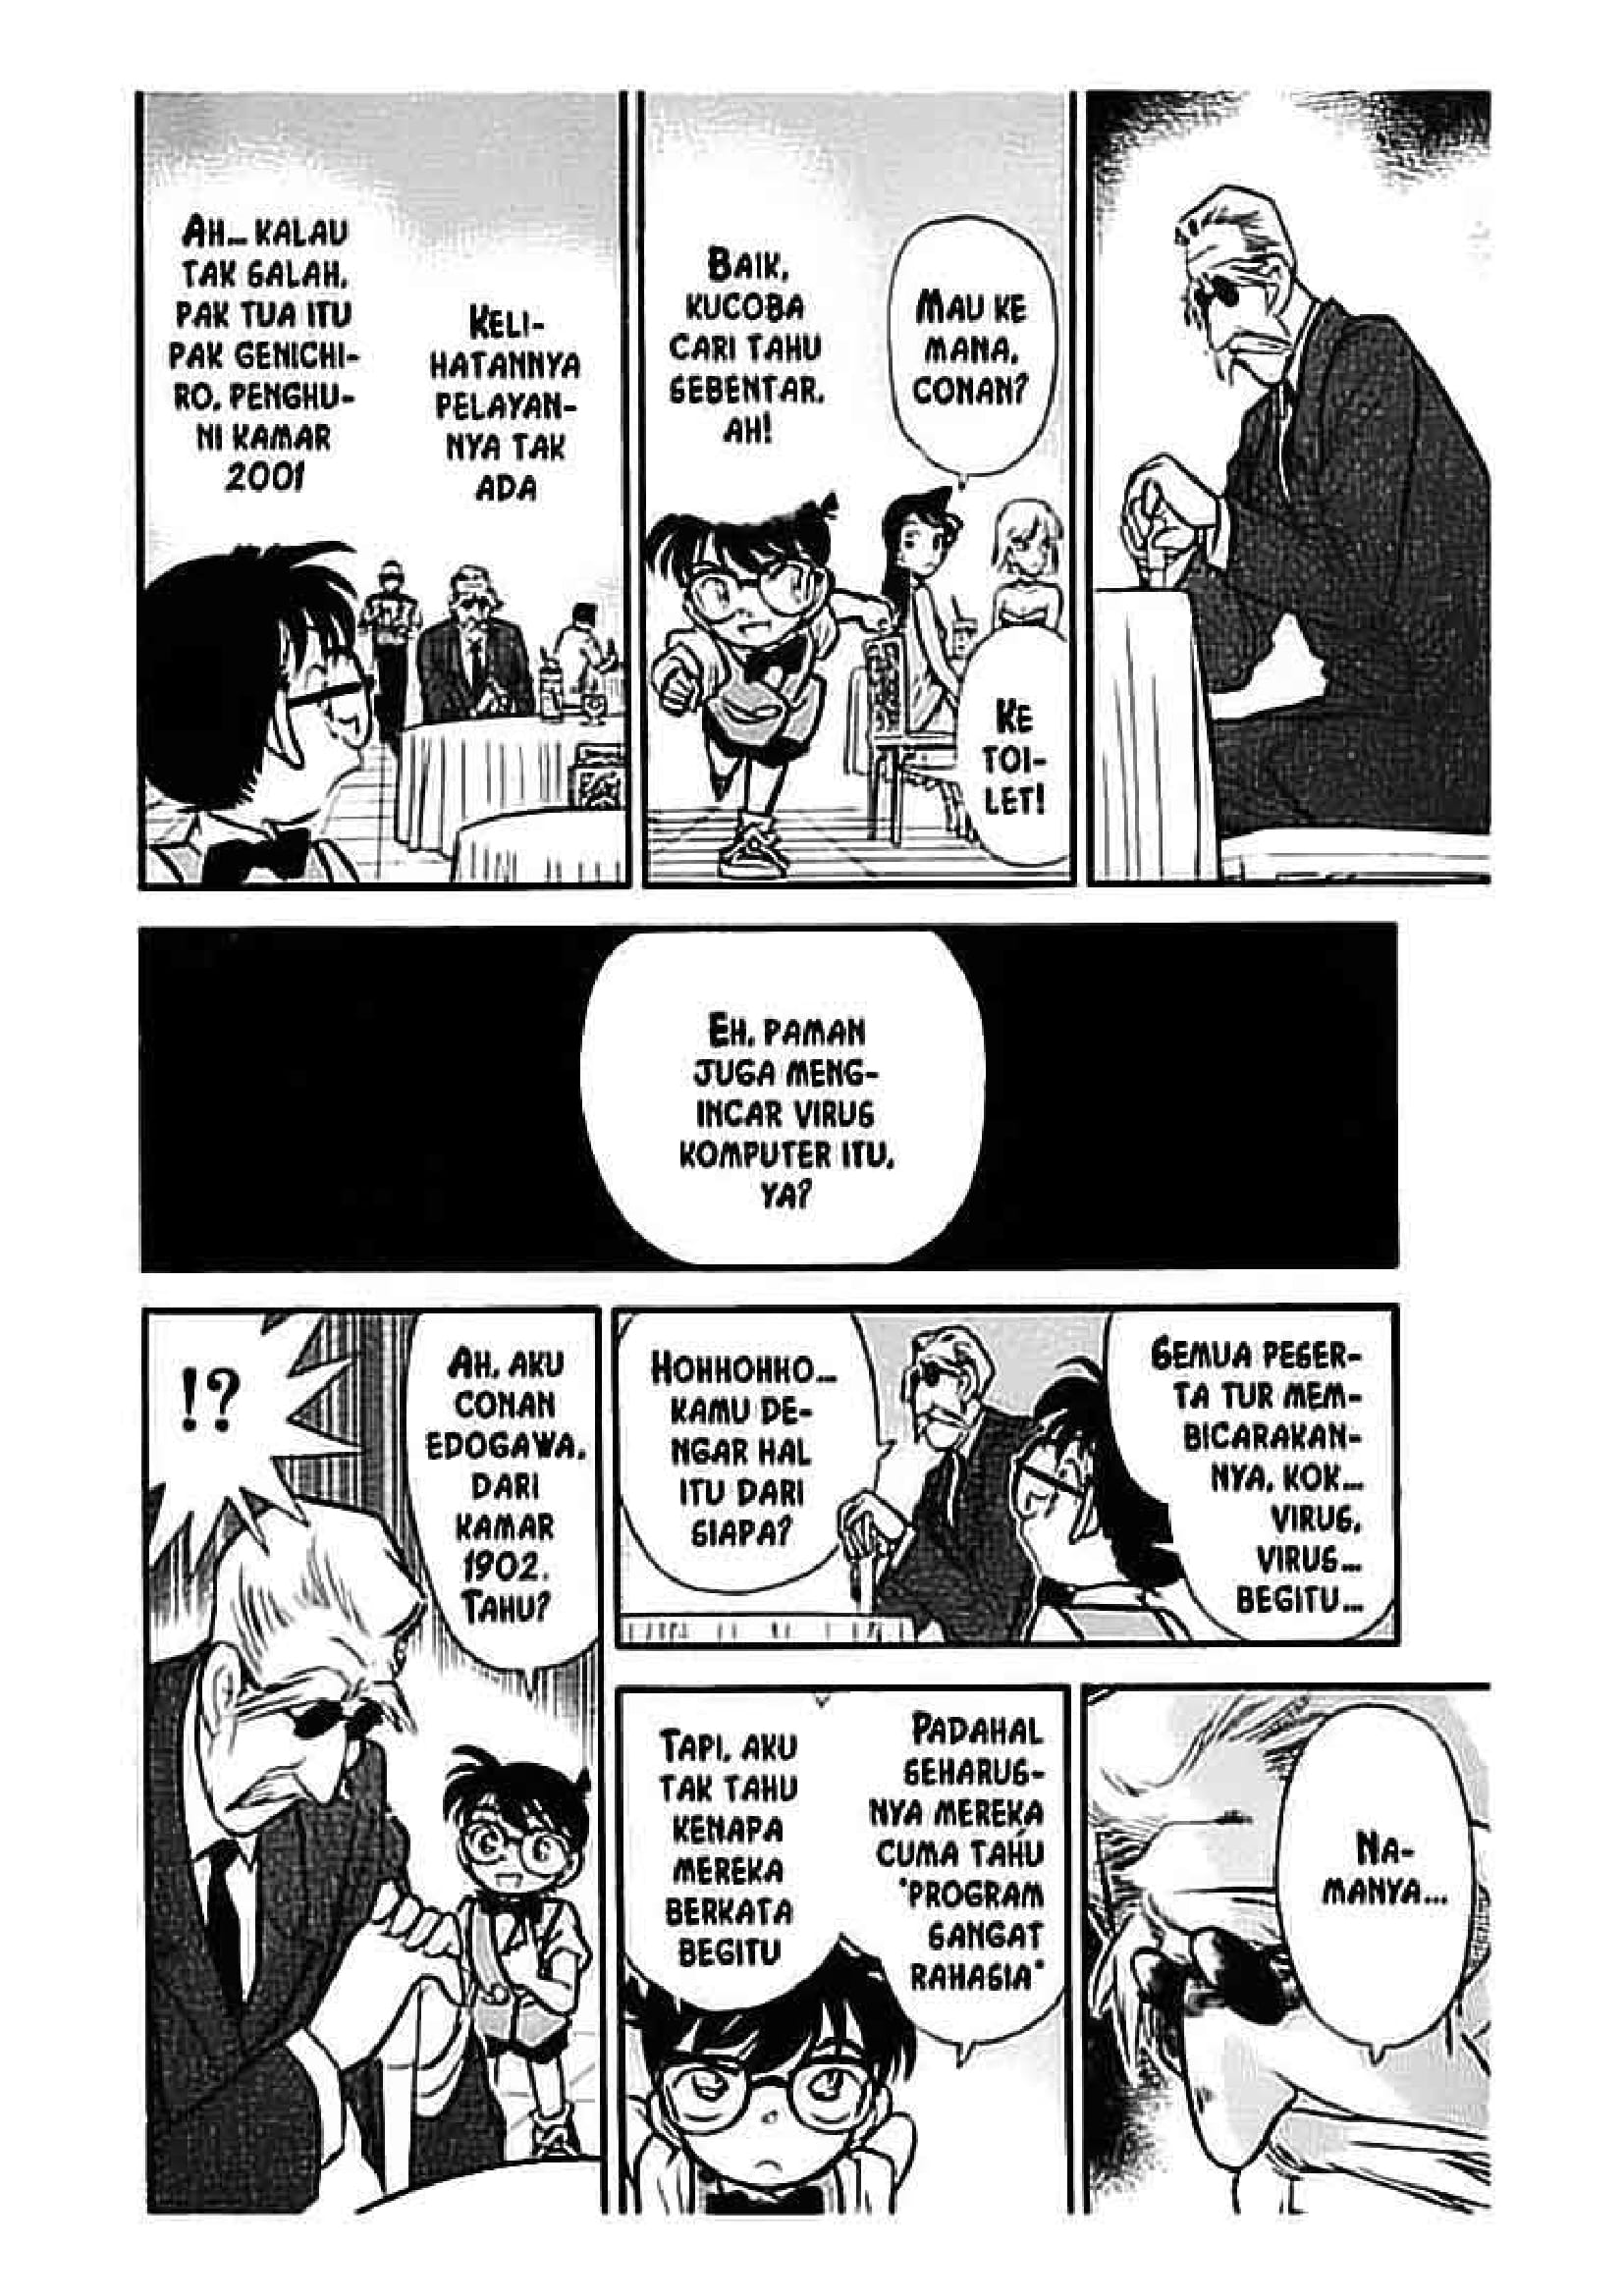 MAU KE
MANA,
CONAN?
KE
TOI-
LET!
BAIK,
KUCOBA
CARI TAHU
SEBENTAR,
AH!
KELI-
HATANNYA
PELAYAN-
NYA TAK
ADA
AH... KALAU
TAK SALAH,
PAK TUA ITU
PAK GENICHI-
RO, PENGHU-
NI KAMAR
2001
EH, PAMAN
JUGA MENG-
INCAR VIRUS
KOMPUTER ITU,
YA?
SEMUA PESER-
TA TUR MEM-
BICARAKAN-
NYA, KOK...
VIRUS,
VIRUS...
BEGITU...
HOHHOHHO...
KAMU DE-
NGAR HAL
ITU DARI
SIAPA?
NA-
MANYA...
PADAHAL
SEHARUS-
NYA MEREKA
CUMA TAHU
"PROGRAM
SANGAT
RAHASIA"
TAPI, AKU
TAK TAHU
KENAPA
MEREKA
BERKATA
BEGITU
AH, AKU
CONAN
EDOGAWA,
DARI
KAMAR
1902.
TAHU?
!?